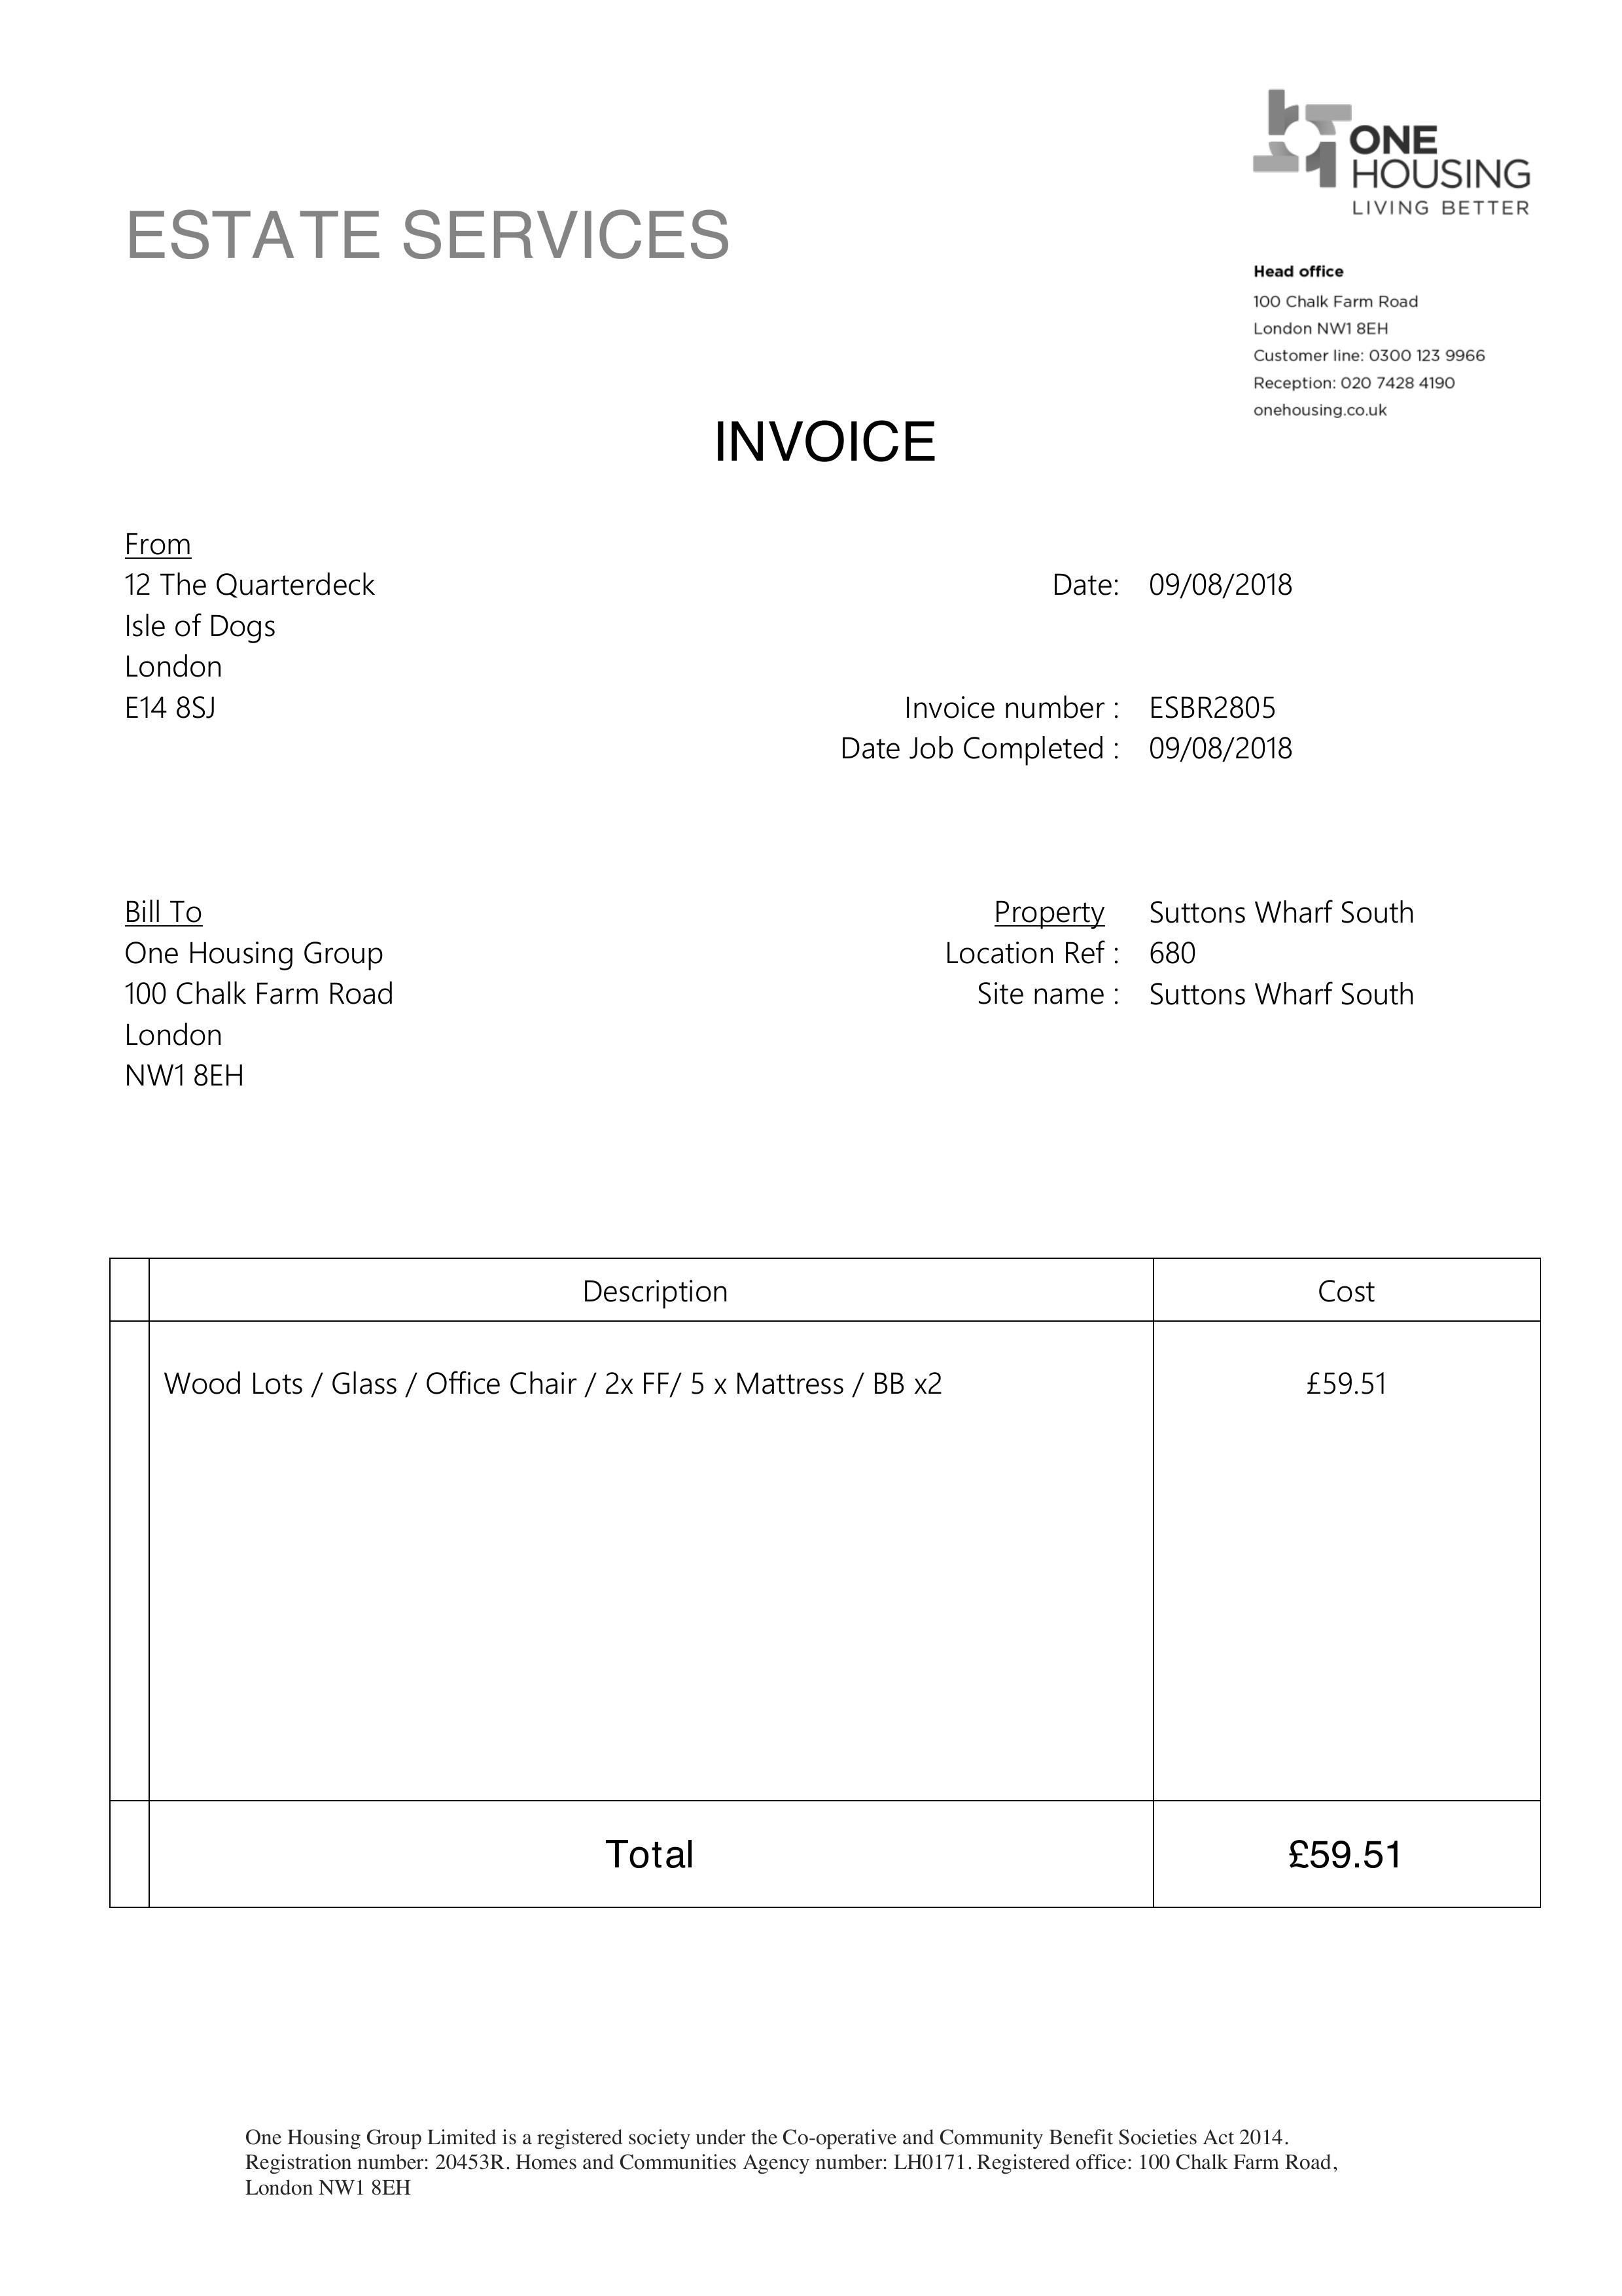 ONE
HOUSING
LIVING BETTER
ESTATE SERVICES
Head office
100 Chalk Farm Road
London NW1 8EH
Customer line: 0300 123 9966
Reception: 020 7428 4190
onehousing.co.uk
INVOICE
From
12 The Quarterdeck
Date: 09/08/2018
Isle of Dogs
London
E14 8SJ
Invoice number : ESBR2805
Date Job Completed : 09/08/2018
Bill To
Property Suttons Wharf South
One Housing Group
Location Ref : 680
100 Chalk Farm Road
Site name : Suttons Wharf South
London
NW1 8EH
Description Cost
Wood Lots / Glass / Office Chair / 2x FF/ 5 x Mattress / BB x2 £59.51
Total £59.51
One Housing Group Limited is a registered society under the Co-operative and Community Benefit Societies Act 2014.
Registration number: 20453R. Homes and Communities Agency number: LH0171. Registered office: 100 Chalk Farm Road,
London NW1 8EH